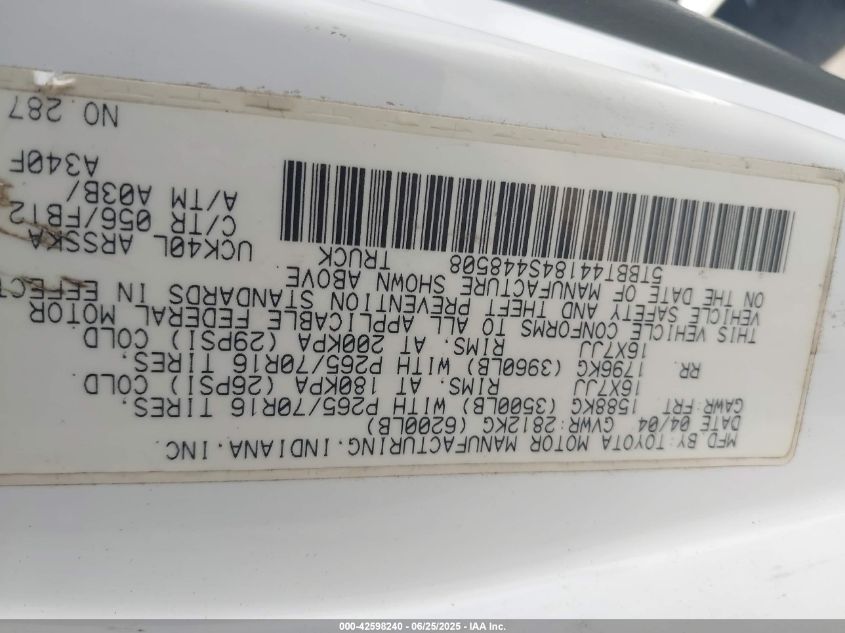 MFD.BY:TOYOTA MOTOR MANUFACTURING.INDIANA.INC.
DATE 04/04 GVWR:2812KG (6200LB)
GAWR:FRT 1588KG (3500LB) WITH P265/70R16 TIRES.
16X7JJ RIMS AT 180KPA (26PSI) COLD
RR. 1796KG (3960LB) WITH P265/70R16 TIRES.
16X7JJ RIMS. AT 200KPA (29PSI) COLD
THIS VEHICLE CONFORMS TO ALL APPLICABLE FEDERAL MOTOR
VEHICLE SAFETY AND THEFT PREVENTION STANDARDS IN EFFECT
ON THE DATE OF MANUFACTURE SHOWN ABOVE
5TBBT44184S448508 TRUCK
UCK40L ARSSKA
C/TR 056/FB12
A/TM A03B/
A340F
NO.287
000-42598240 - 06/25/2025 - IAA Inc.